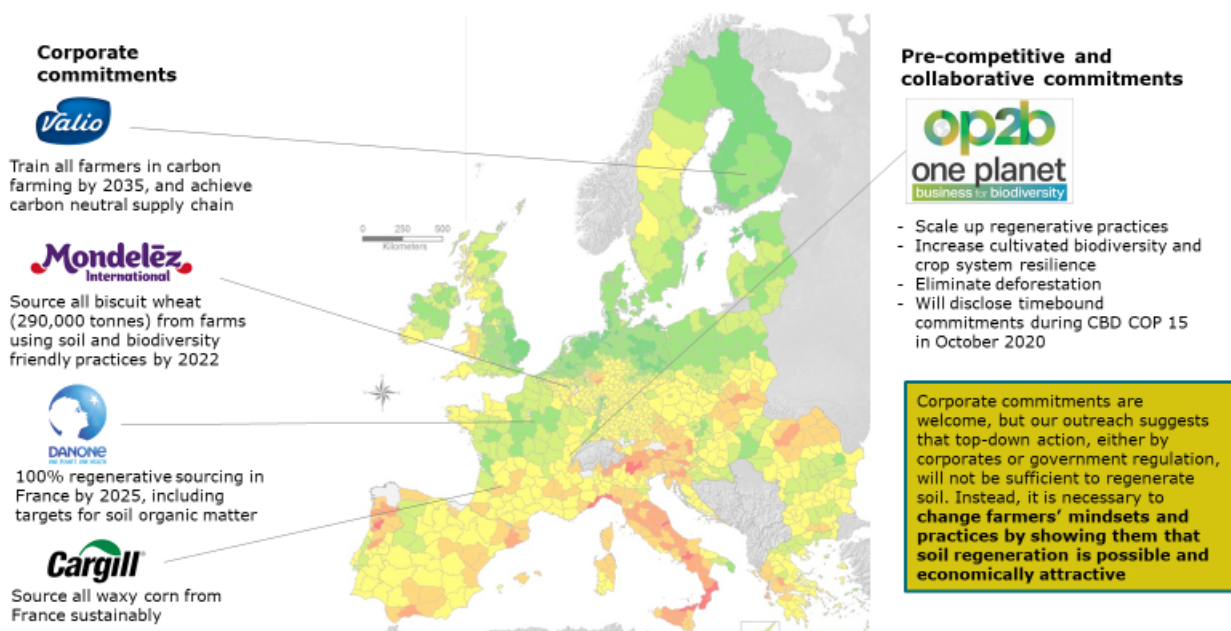 Corporate
commitments
Valio
Train all farmers in carbon
farming by 2035, and achieve
carbon neutral supply chain
Mondelēz
International
Source all biscuit wheat
(290,000 tonnes) from farms
using soil and biodiversity
friendly practices by 2022
DANONE
ONE PLANET. ONE HEALTH
100% regenerative sourcing in
France by 2025, including
targets for soil organic matter
Cargill
Source all waxy corn from
France sustainably
0 250 500
Kilometers
Pre-competitive and
collaborative commitments
op2b
one planet
business for biodiversity
- Scale up regenerative practices
- Increase cultivated biodiversity and
crop system resilience
- Eliminate deforestation
- Will disclose timebound
commitments during CBD COP 15
in October 2020
Corporate commitments are
welcome, but our outreach suggests
that top-down action, either by
corporates or government regulation,
will not be sufficient to regenerate
soil. Instead, it is necessary to
change farmers’ mindsets and
practices by showing them that
soil regeneration is possible and
economically attractive